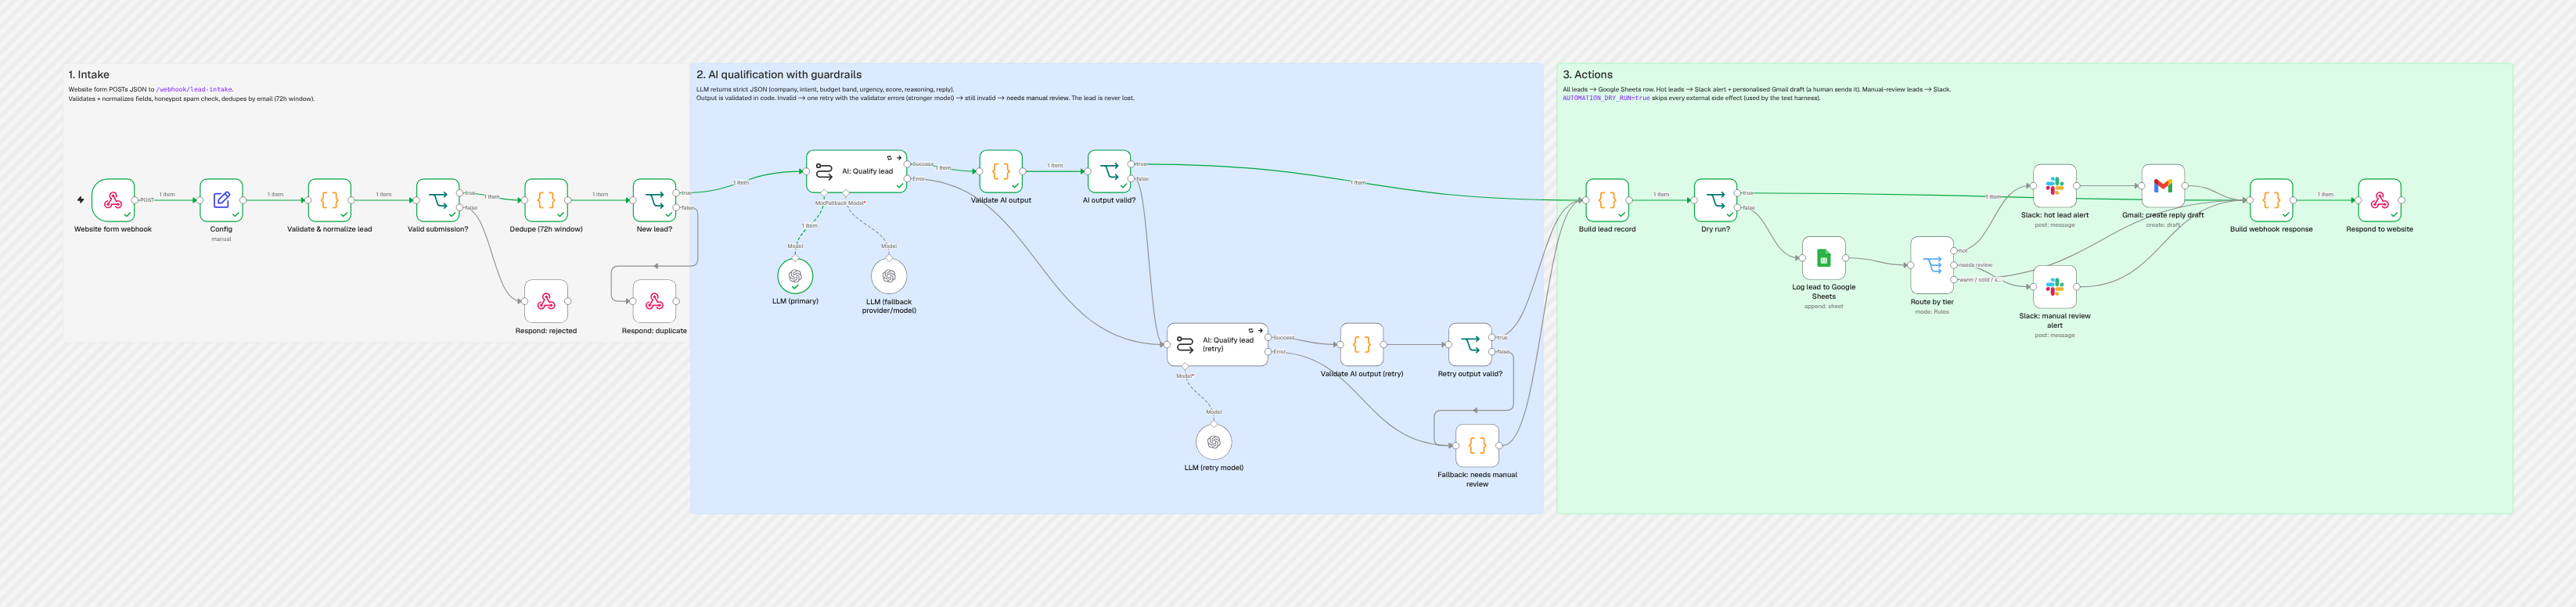 1. Intake
Website form POSTs JSON to /webhook/lead-intake.
Validates + normalizes fields, honeypot spam check, dedupes by email (72h window).
POST
1 item
1 item
1 item
true
false
1 item
1 item
true
false
Website form webhook
Config
manual
Validate & normalize lead
Valid submission?
Dedupe (72h window)
New lead?
Respond: rejected
Respond: duplicate
2. AI qualification with guardrails
LLM returns strict JSON (company, intent, budget band, urgency, score, reasoning, reply).
Output is validated in code. Invalid → one retry with the validator errors (stronger model) → still invalid → needs manual review. The lead is never lost.
1 item
AI: Qualify lead
Success
Error
1 item
1 item
true
false
1 item
Fallback Model*
Validate AI output
AI output valid?
1 item
Model
Model
LLM (primary)
LLM (fallback
provider/model)
AI: Qualify lead
(retry)
Success
Error
true
false
Model*
Validate AI output (retry)
Retry output valid?
Model
LLM (retry model)
Fallback: needs manual
review
3. Actions
All leads → Google Sheets row. Hot leads → Slack alert + personalised Gmail draft (a human sends it). Manual-review leads → Slack.
AUTOMATION_DRY_RUN=true skips every external side effect (used by the test harness).
1 item
true
false
1 item
1 item
Build lead record
Dry run?
Slack: hot lead alert
post: message
Gmail: create reply draft
create: draft
Build webhook response
Respond to website
Log lead to Google
Sheets
append: sheet
hot
needs review
warm / cold / s...
Route by tier
mode: Rules
Slack: manual review
alert
post: message